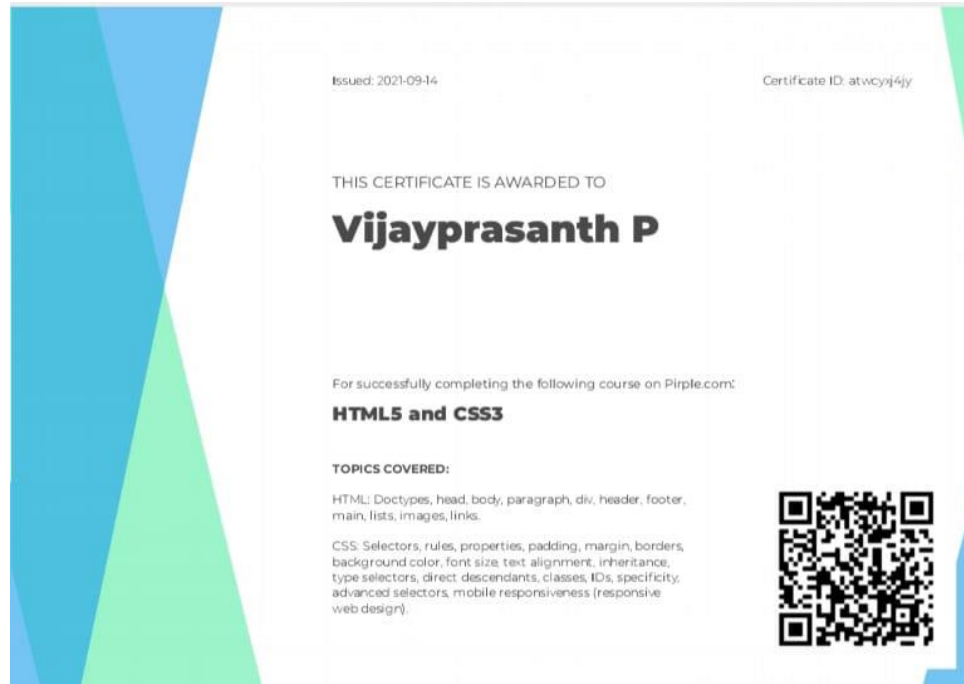 Issued: 2021-09-14
Certificate ID: atwcyxj4jy
THIS CERTIFICATE IS AWARDED TO
Vijayprasanth P
For successfully completing the following course on Pirple.com:
HTML5 and CSS3
TOPICS COVERED:
HTML: Doctypes, head, body, paragraph, div, header, footer,
main, lists, images, links.
CSS: Selectors, rules, properties, padding, margin, borders,
background color, font size, text alignment, inheritance,
type selectors, direct descendants, classes, IDs, specificity,
advanced selectors, mobile responsiveness (responsive
web design).